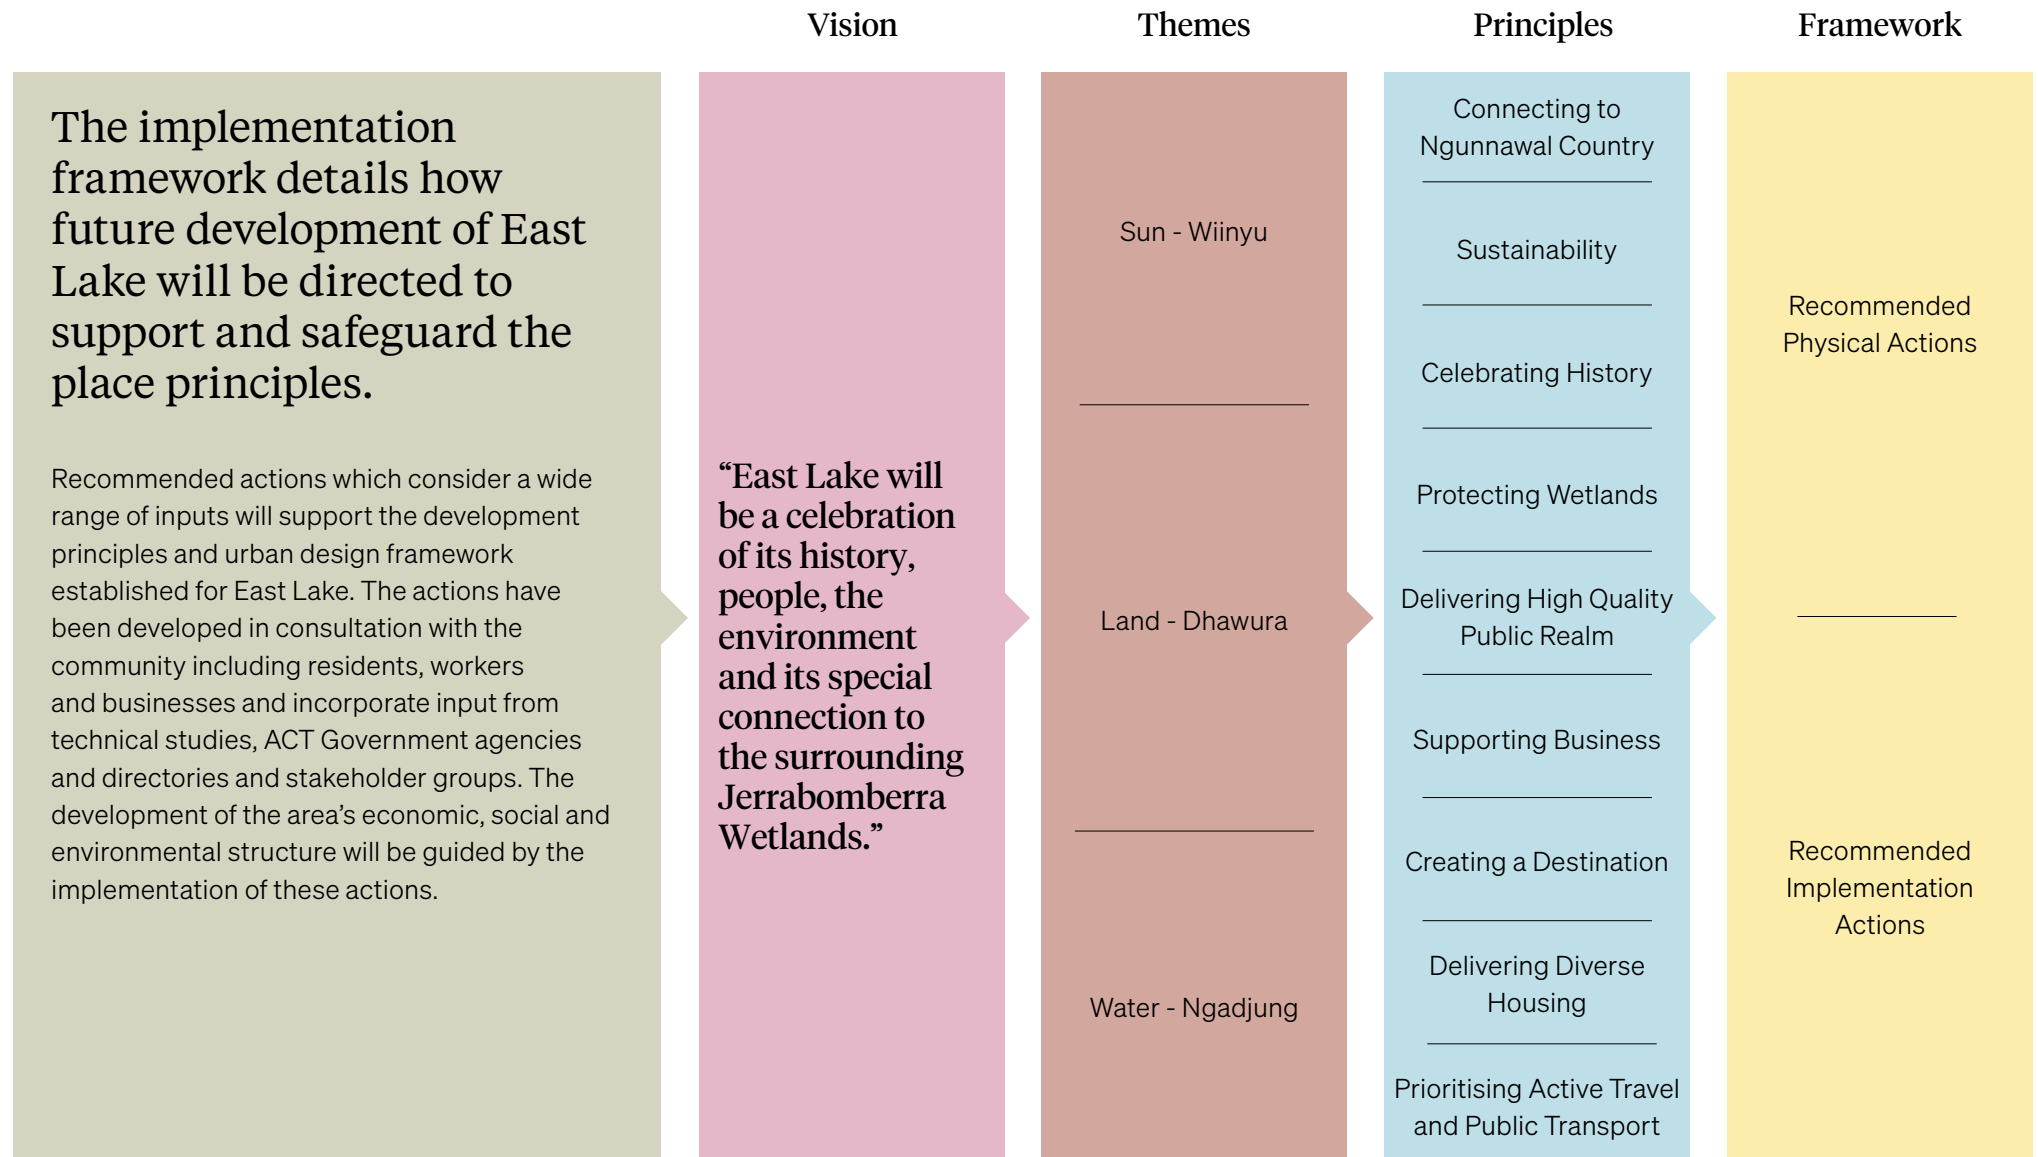 The implementation
framework details how
future development of East
Lake will be directed to
support and safeguard the
place principles.
Recommended actions which consider a wide
range of inputs will support the development
principles and urban design framework
established for East Lake. The actions have
been developed in consultation with the
community including residents, workers
and businesses and incorporate input from
technical studies, ACT Government agencies
and directories and stakeholder groups. The
development of the area’s economic, social and
environmental structure will be guided by the
implementation of these actions.
Vision
“East Lake will
be a celebration
of its history,
people, the
environment
and its special
connection to
the surrounding
Jerrabomberra
Wetlands.”
Themes
Sun - Wiinyu
Land - Dhawura
Water - Ngadjung
Principles
Connecting to
Ngunnawal Country
Sustainability
Celebrating History
Protecting Wetlands
Delivering High Quality
Public Realm
Supporting Business
Creating a Destination
Delivering Diverse
Housing
Prioritising Active Travel
and Public Transport
Framework
Recommended
Physical Actions
Recommended
Implementation
Actions